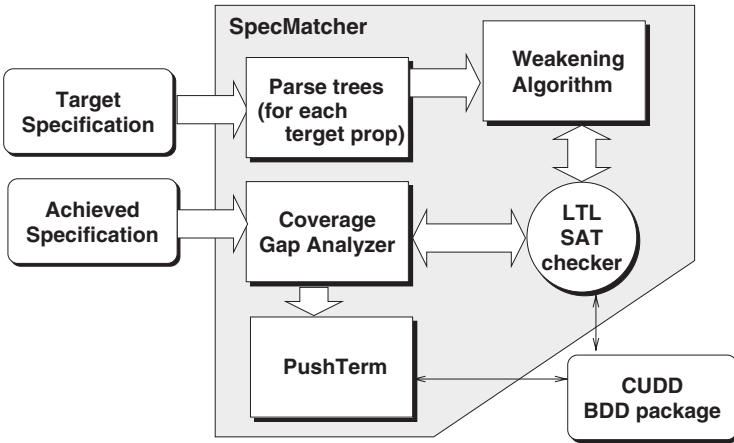 SpecMatcher
Target
Specification
Parse trees
(for each
terget prop)
Weakening
Algorithm
Achieved
Specification
Coverage
Gap Analyzer
LTL
SAT
checker
PushTerm
CUDD
BDD package